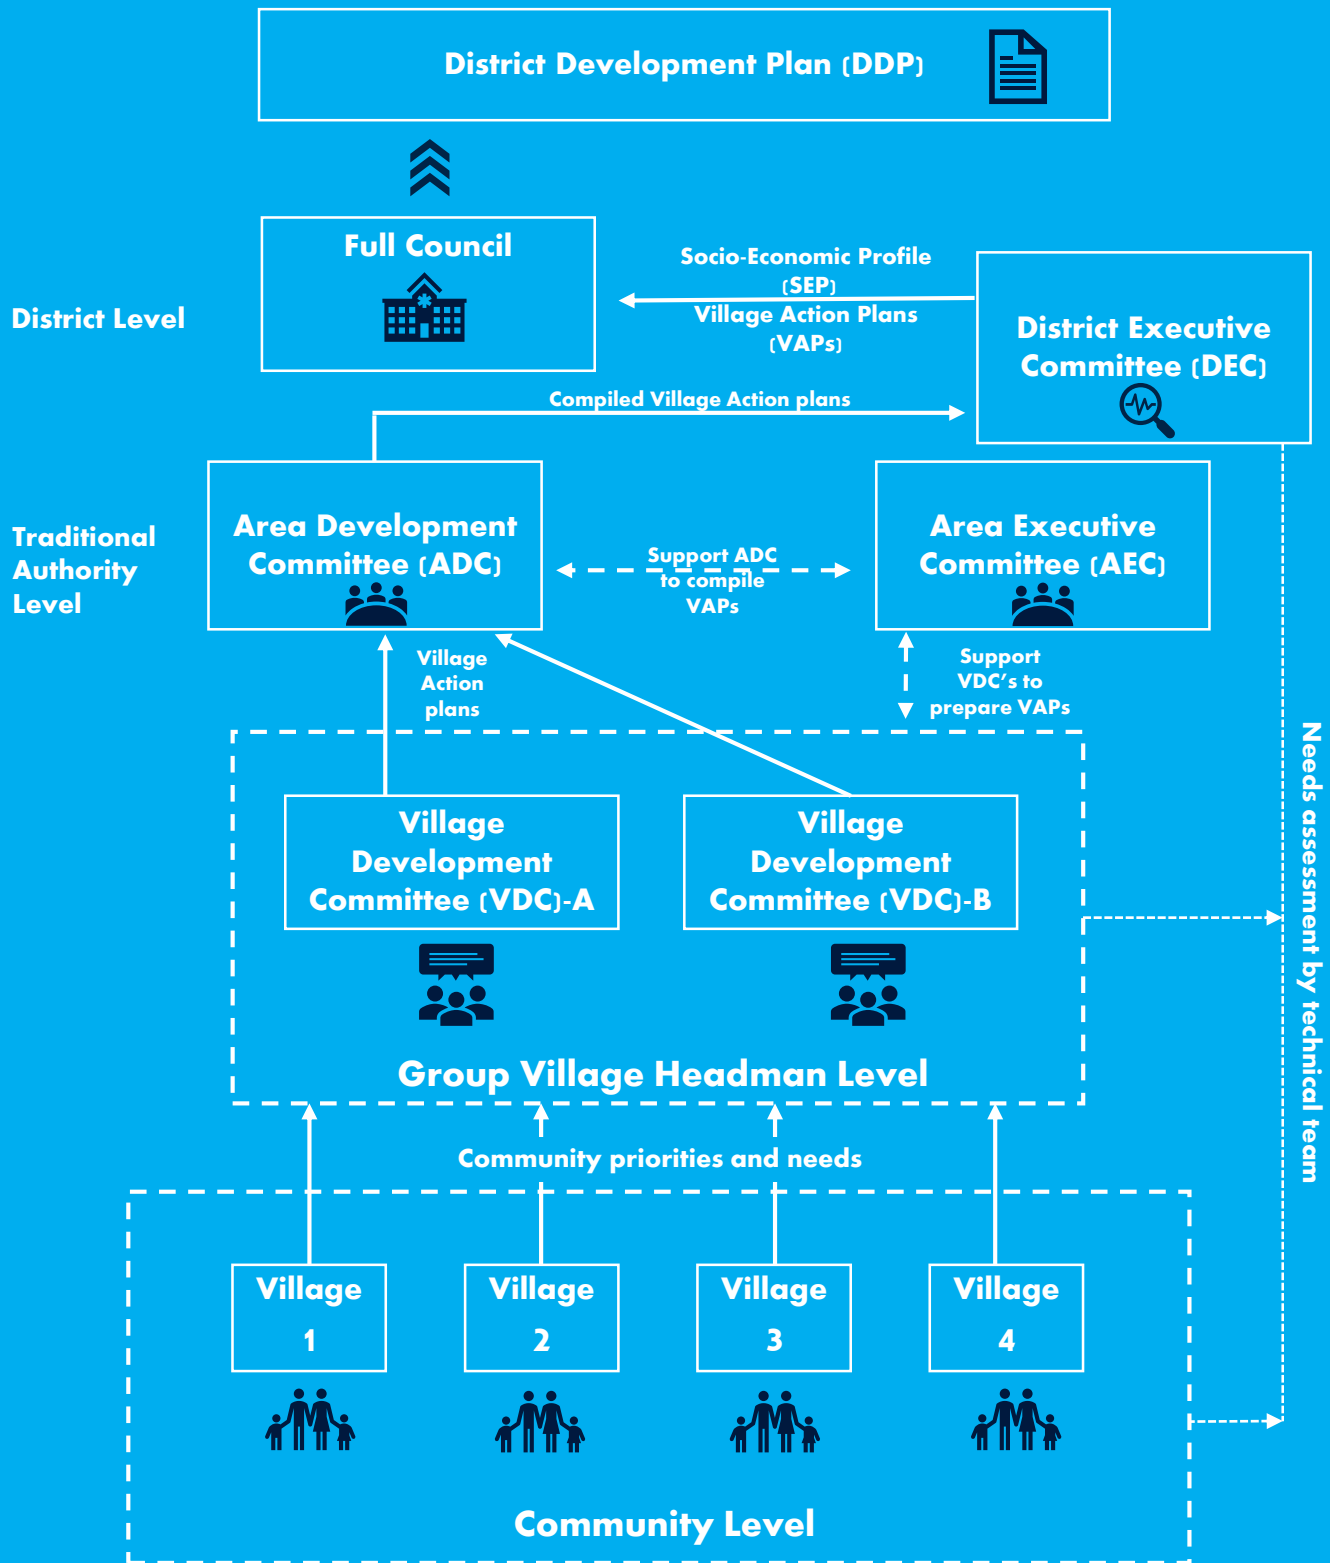 District Development Plan (DDP)
Full Council
Socio-Economic Profile
(SEP)
Village Action Plans
(VAPs)
District Level
District Executive
Committee (DEC)
Compiled Village Action plans
Traditional
Authority
Level
Area Development
Committee (ADC)
Support ADC
to compile
VAPs
Area Executive
Committee (AEC)
Village
Action
plans
Support
VDC's to
prepare VAPs
Needs assessment by technical team
Village
Development
Committee (VDC)-A
Village
Development
Committee (VDC)-B
Group Village Headman Level
Community priorities and needs
Village
1
Village
2
Village
3
Village
4
Community Level